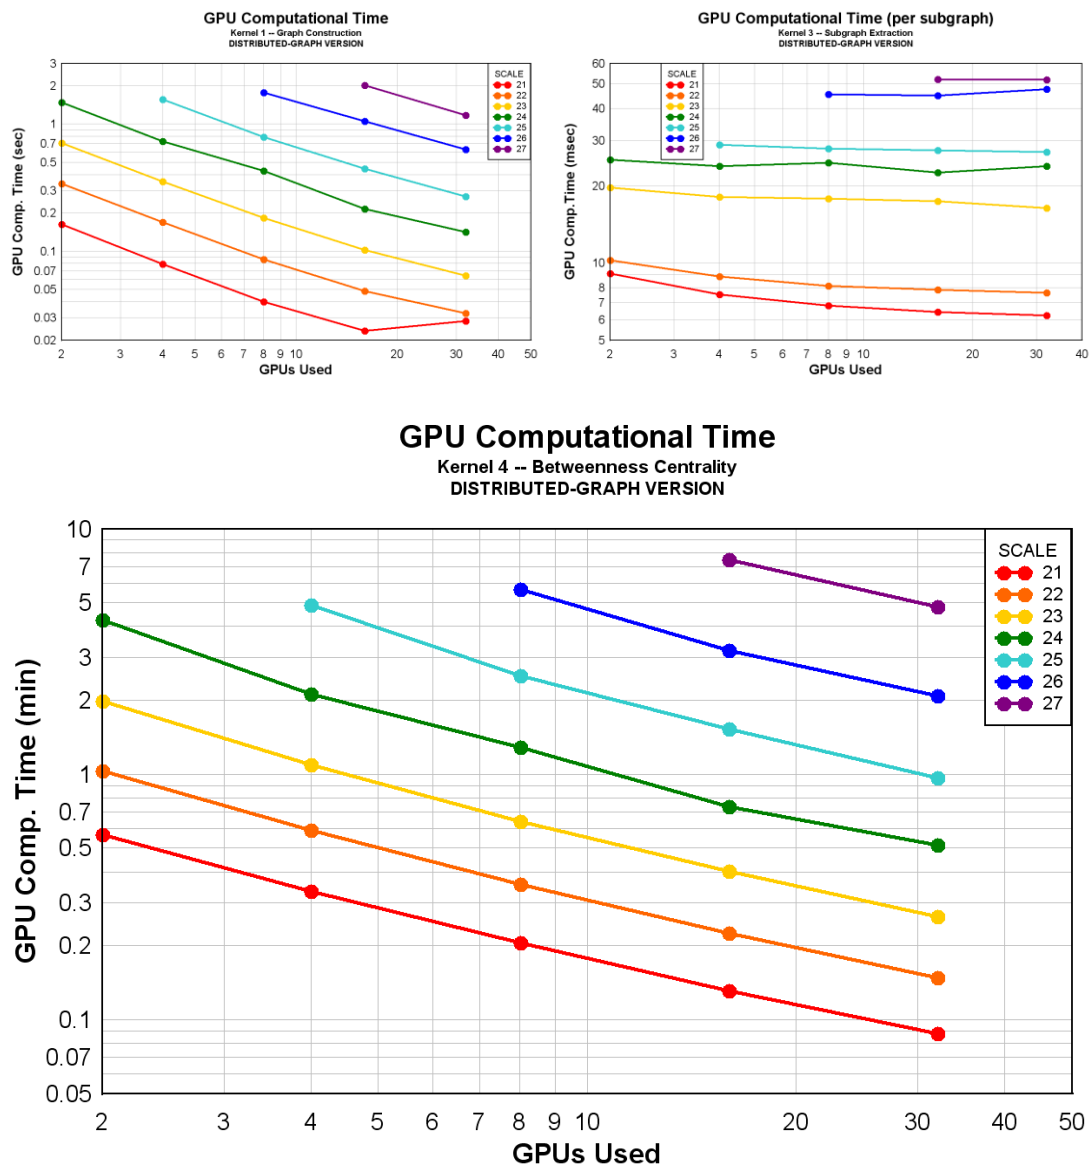 GPU Computational Time
Kernel 1 -- Graph Construction
DISTRIBUTED-GRAPH VERSION
GPU Comp. Time (sec)
3
2
1
0.7
0.5
0.3
0.2
0.1
0.07
0.05
0.03
0.02
SCALE
21
22
23
24
25
26
27
2 3 4 5 6 7 8 9 10 20 30 40 50
GPUs Used
GPU Computational Time (per subgraph)
Kernel 3 -- Subgraph Extraction
DISTRIBUTED-GRAPH VERSION
GPU Comp.Time (msec)
60
50
40
30
20
10
8
7
6
5
SCALE
21
22
23
24
25
26
27
2 3 4 5 6 7 8 9 10 20 30 40
GPUs Used
GPU Computational Time
Kernel 4 -- Betweenness Centrality
DISTRIBUTED-GRAPH VERSION
GPU Comp. Time (min)
10
7
5
3
2
1
0.7
0.5
0.3
0.2
0.1
0.07
0.05
SCALE
21
22
23
24
25
26
27
2 3 4 5 6 7 8 9 10 20 30 40 50
GPUs Used